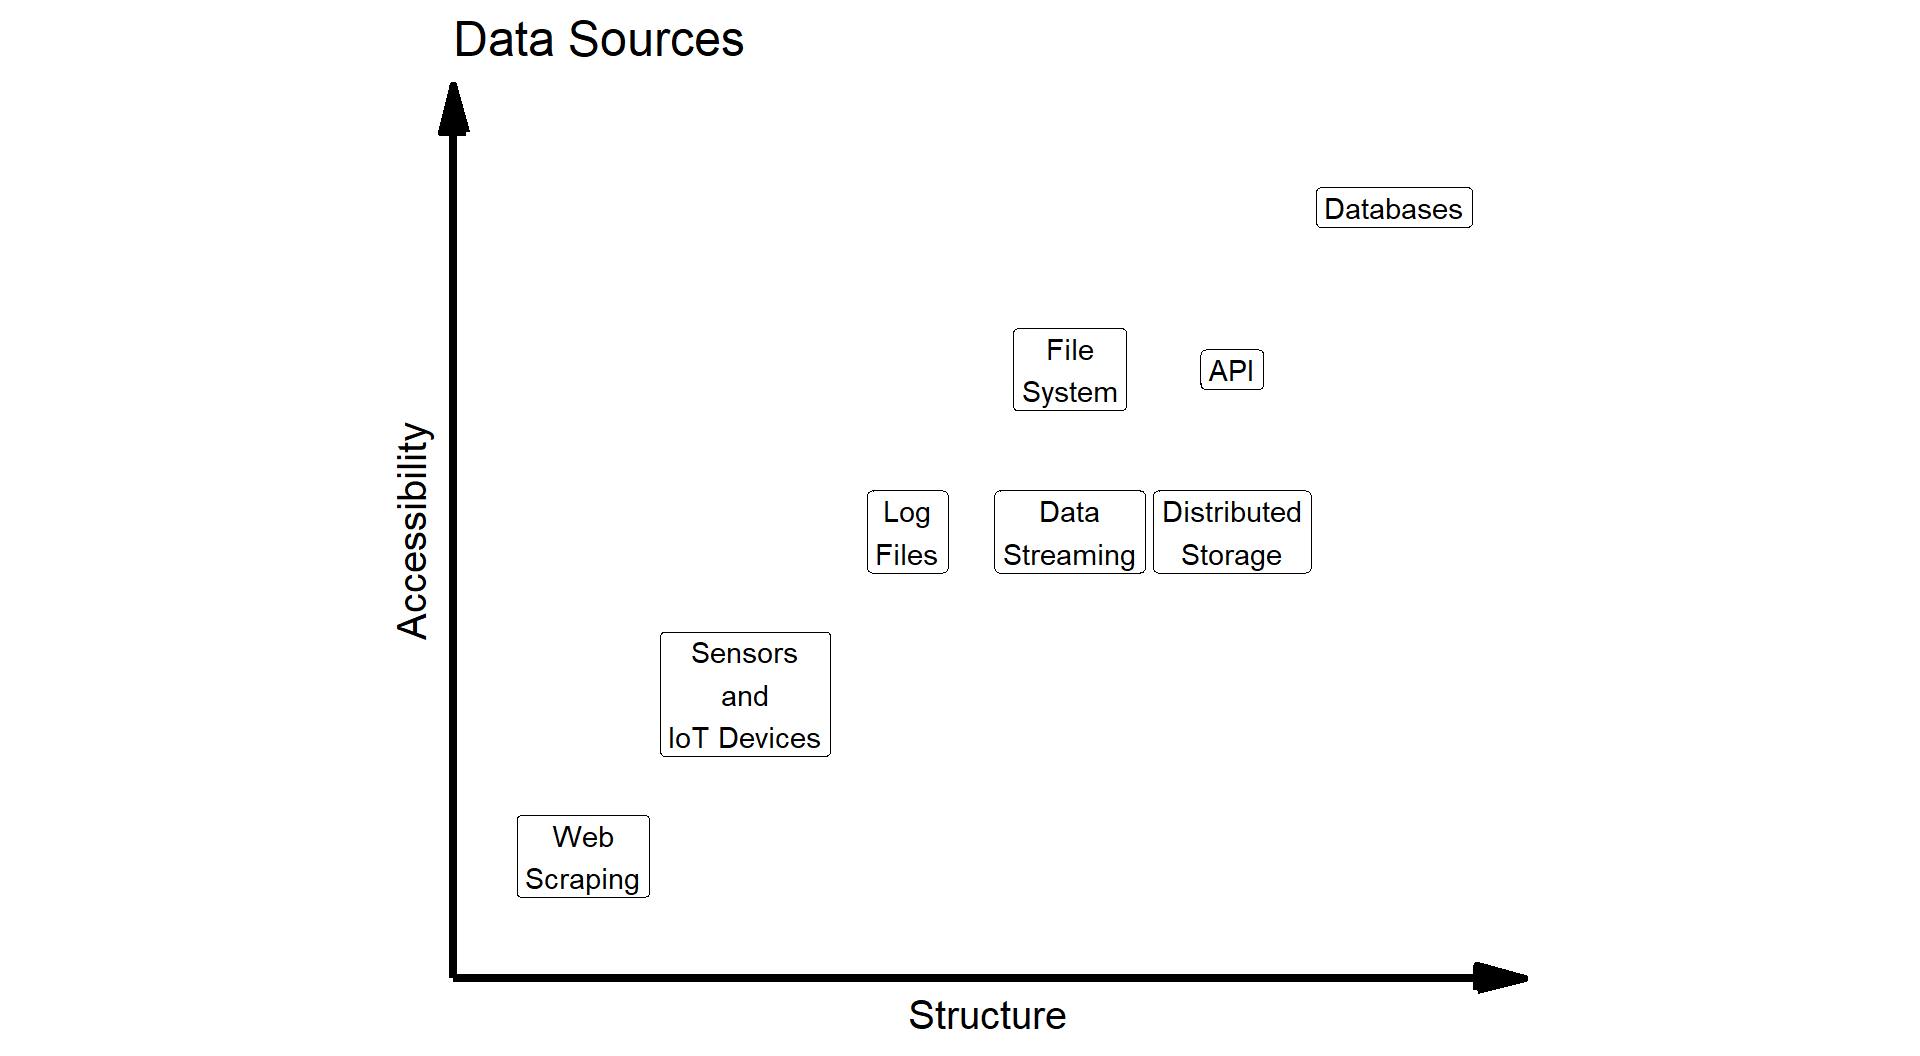 Data Sources
Databases
File
System
API
Accessibility
Log
Files
Data
Streaming
Distributed
Storage
Sensors
and
IoT Devices
Web
Scraping
Structure